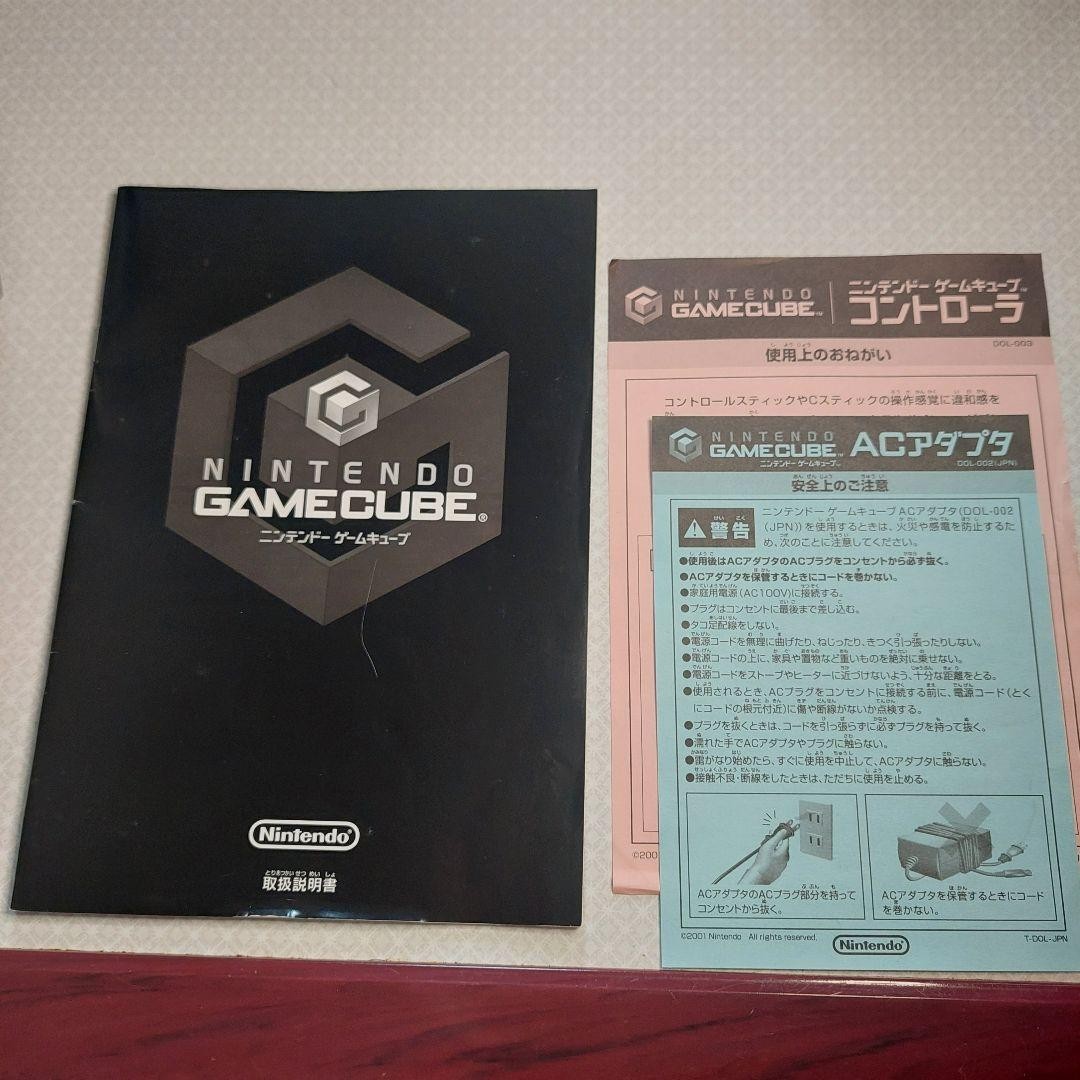 NINTENDO
GAMECUBE®
ニンテンドー ゲームキューブ
Nintendo®
とりあつかいせつめいしょ
取扱説明書
NINTENDO
GAMECUBE™
ニンテンドー ゲームキューブ™
コントローラ
DOL-003
使用上のおねがい
コントロールスティックやCスティックの操作感覚に違和感を
©200
NINTENDO
GAMECUBE™
ニンテンドー ゲームキューブ™
ACアダプタ
DOL-002(JPN)
安全上のご注意
警告
ニンテンドー ゲームキューブ ACアダプタ(DOL-002
(JPN))を使用するときは、火災や感電を防止するた
め、次のことに注意してください。
●使用後はACアダプタのACプラグをコンセントから必ず抜く。
●ACアダプタを保管するときにコードを巻かない。
●家庭用電源(AC100V)に接続する。
●プラグはコンセントに最後まで差し込む。
●タコ足配線をしない。
●電源コードを無理に曲げたり、ねじったり、きつく引っ張ったりしない。
●電源コードの上に、家具や置物など重いものを絶対に乗せない。
●電源コードをストーブやヒーターに近づけないよう、十分な距離をとる。
●使用されるとき、ACプラグをコンセントに接続する前に、電源コード(とく
にコードの根元付近)に傷や断線がないか点検する。
●プラグを抜くときは、コードを引っ張らずに必ずプラグを持って抜く。
●濡れた手でACアダプタやプラグに触らない。
●雷がなり始めたら、すぐに使用を中止して、ACアダプタに触らない。
●接触不良・断線をしたときは、ただちに使用を止める。
ACアダプタのACプラグ部分を持って
コンセントから抜く。
ACアダプタを保管するときにコード
を巻かない。
©2001 Nintendo All rights reserved.
Nintendo®
T-DOL-JPN